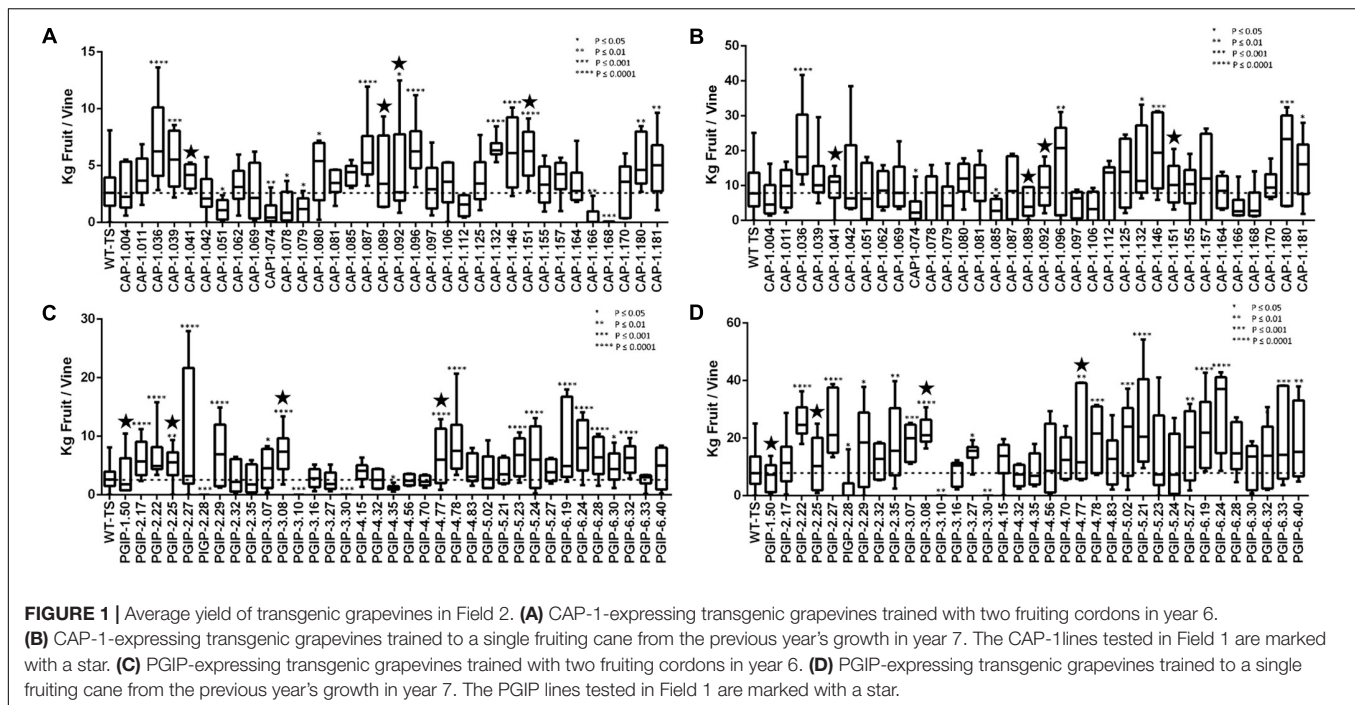 A
* P ≤ 0.05
** P ≤ 0.01
*** P ≤ 0.001
**** P ≤ 0.0001
Kg Fruit / Vine
15
10
5
0
WT-TS
CAP-1.004
CAP-1.011
CAP-1.036
CAP-1.039
CAP-1.041
CAP-1.042
CAP-1.051
CAP-1.062
CAP-1.069
CAP1-074
CAP-1.078
CAP-1.079
CAP-1.080
CAP-1.081
CAP-1.087
CAP-1.089
CAP-1.092
CAP-1.096
CAP-1.097
CAP-1.106
CAP-1.112
CAP-1.125
CAP-1.132
CAP-1.146
CAP-1.151
CAP-1.155
CAP-1.157
CAP-1.164
CAP-1.166
CAP-1.168
CAP-1.170
CAP-1.180
CAP-1.181
B
* P ≤ 0.05
** P ≤ 0.01
*** P ≤ 0.001
**** P ≤ 0.0001
Kg Fruit / Vine
50
40
30
20
10
0
WT TS
CAP-1.004
CAP-1.011
CAP-1.036
CAP-1.039
CAP-1.041
CAP-1.042
CAP-1.051
CAP-1.062
CAP-1.069
CAP1-074
CAP-1.078
CAP-1.079
CAP-1.080
CAP-1.081
CAP-1.085
CAP-1.087
CAP-1.089
CAP-1.092
CAP-1.096
CAP-1.097
CAP-1.106
CAP-1.112
CAP-1.125
CAP-1.132
CAP-1.146
CAP-1.151
CAP-1.155
CAP-1.157
CAP-1.164
CAP-1.166
CAP-1.168
CAP-1.170
CAP-1.180
CAP-1.181
C
* P ≤ 0.05
** P ≤ 0.01
*** P ≤ 0.001
**** P ≤ 0.0001
Kg Fruit / Vine
30
20
10
0
WT-TS
PGIP-1.50
PGIP-2.17
PGIP-2.22
PGIP-2.25
PGIP-2.27
PIGP-2.28
PGIP-2.29
PGIP-2.32
PGIP-2.35
PGIP-3.07
PGIP-3.08
PGIP-3.10
PGIP-3.16
PGIP-3.27
PGIP-3.30
PGIP-4.15
PGIP-4.32
PGIP-4.35
PGIP-4.56
PGIP-4.70
PGIP-4.77
PGIP-4.78
PGIP-4.83
PGIP-5.02
PGIP-5.21
PGIP-5.23
PGIP-5.24
PGIP-5.27
PGIP-6.19
PGIP-6.24
PGIP-6.28
PGIP-6.30
PGIP-6.32
PGIP-6.33
PGIP-6.40
D
* P ≤ 0.05
** P ≤ 0.01
*** P ≤ 0.001
**** P ≤ 0.0001
Kg Fruit / Vine
60
40
20
0
WT-TS
PGIP-1.50
PGIP-2.17
PGIP-2.22
PGIP-2.25
PGIP-2.27
PIGP-2.28
PGIP-2.29
PGIP-2.32
PGIP-2.35
PGIP-3.07
PGIP-3.08
PGIP-3.10
PGIP-3.16
PGIP-3.27
PGIP-3.30
PGIP-4.15
PGIP-4.32
PGIP-4.35
PGIP-4.56
PGIP-4.70
PGIP-4.77
PGIP-4.78
PGIP-4.83
PGIP-5.02
PGIP-5.21
PGIP-5.23
PGIP-5.24
PGIP-5.27
PGIP-6.19
PGIP-6.24
PGIP-6.28
PGIP-6.30
PGIP-6.32
PGIP-6.33
PGIP-6.40
FIGURE 1 | Average yield of transgenic grapevines in Field 2. (A) CAP-1-expressing transgenic grapevines trained with two fruiting cordons in year 6.
(B) CAP-1-expressing transgenic grapevines trained to a single fruiting cane from the previous year's growth in year 7. The CAP-1lines tested in Field 1 are marked
with a star. (C) PGIP-expressing transgenic grapevines trained with two fruiting cordons in year 6. (D) PGIP-expressing transgenic grapevines trained to a single
fruiting cane from the previous year's growth in year 7. The PGIP lines tested in Field 1 are marked with a star.